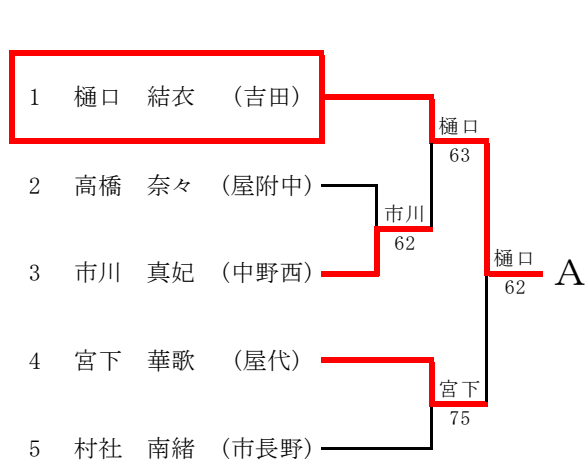 1 樋口 結衣 (吉田)
樋口
63
2 高橋 奈々 (屋附中)
市川
62
3 市川 真妃 (中野西)
樋口
62
A
4 宮下 華歌 (屋代)
宮下
75
5 村社 南緒 (市長野)